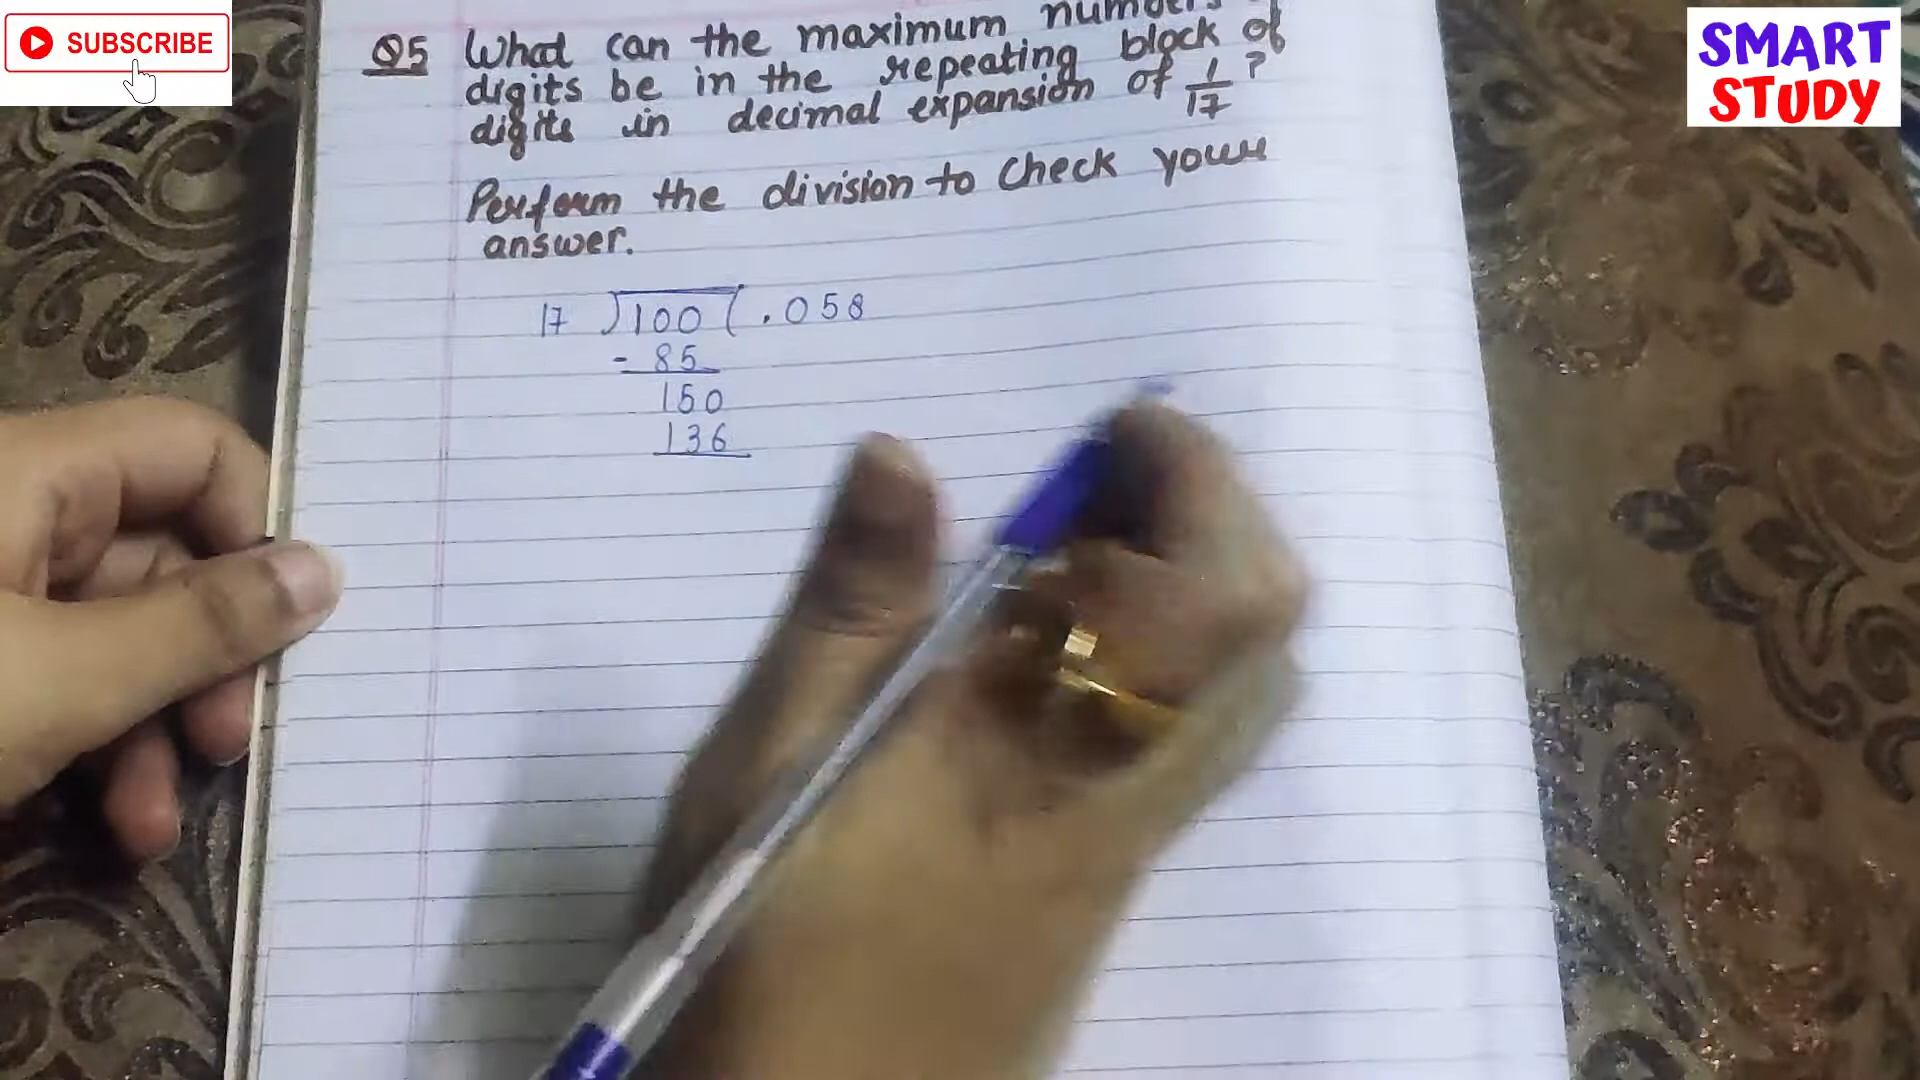 SUBSCRIBE
SMART
STUDY
Q5 What can the maximum numbers
digits be in the repeating block of
digits in decimal expansion of 1/17 ?
Perform the division to check your
answer.
17 ) 100 ( .058
- 85
150
136